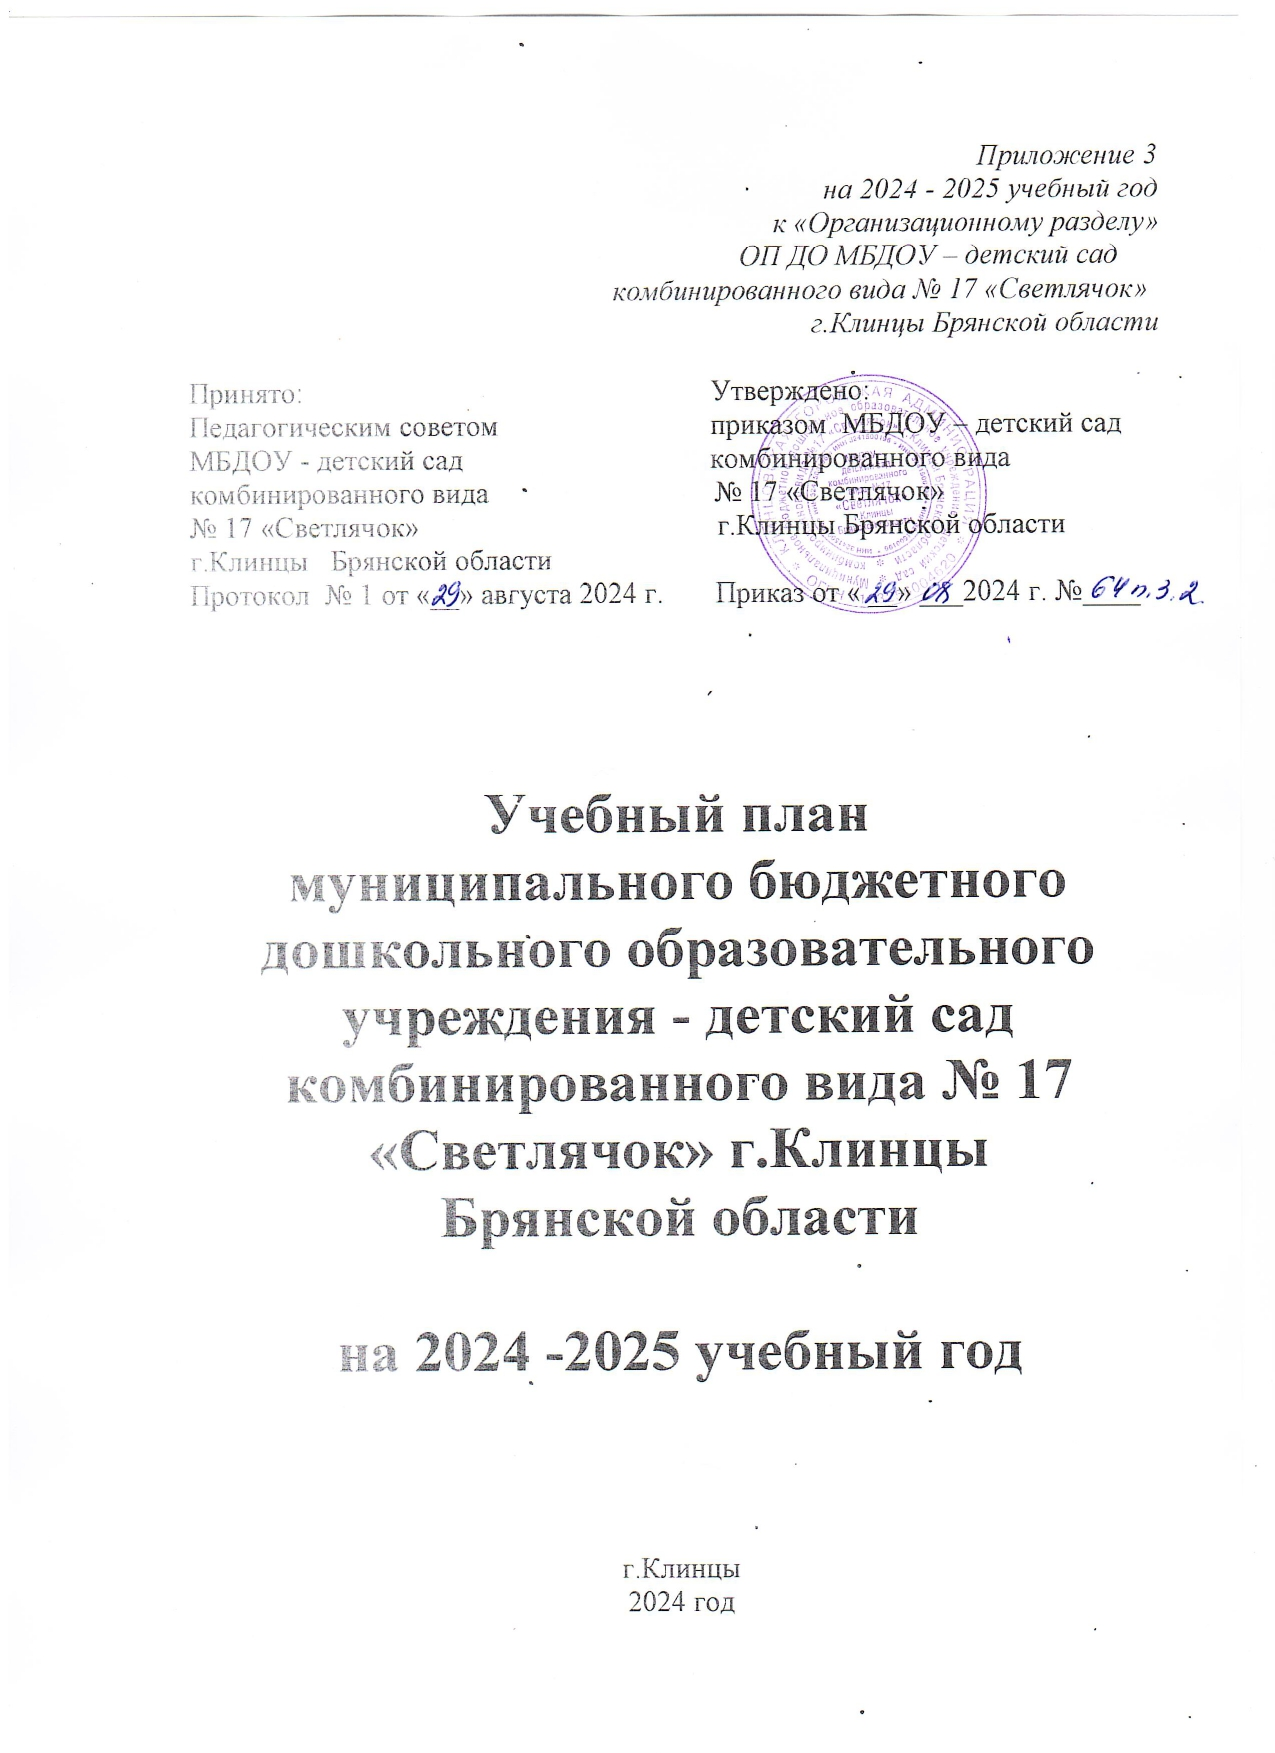 Приложение 3
на 2024 - 2025 учебный год
к «Организационному разделу»
ОП ДО МБДОУ – детский сад
комбинированного вида № 17 «Светлячок»
г.Клинцы Брянской области
Принято:
Педагогическим советом
МБДОУ - детский сад
комбинированного вида
№ 17 «Светлячок»
г.Клинцы Брянской области
Протокол № 1 от «29» августа 2024 г.
Утверждено:
приказом МБДОУ – детский сад
комбинированного вида
№ 17 «Светлячок»
г.Клинцы Брянской области
Приказ от «29» 08 2024 г. № 64 п.3.2.
Учебный план
муниципального бюджетного
дошкольного образовательного
учреждения - детский сад
комбинированного вида № 17
«Светлячок» г.Клинцы
Брянской области
на 2024 -2025 учебный год
г.Клинцы
2024 год